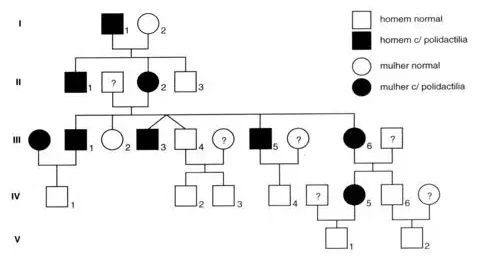 I
1
2
homem normal
homem c/ polidactilia
mulher normal
mulher c/ polidactilia
II
1
?
2
3
III
1
2
3
4
?
5
?
6
?
IV
1
2
3
4
?
5
6
?
V
1
2